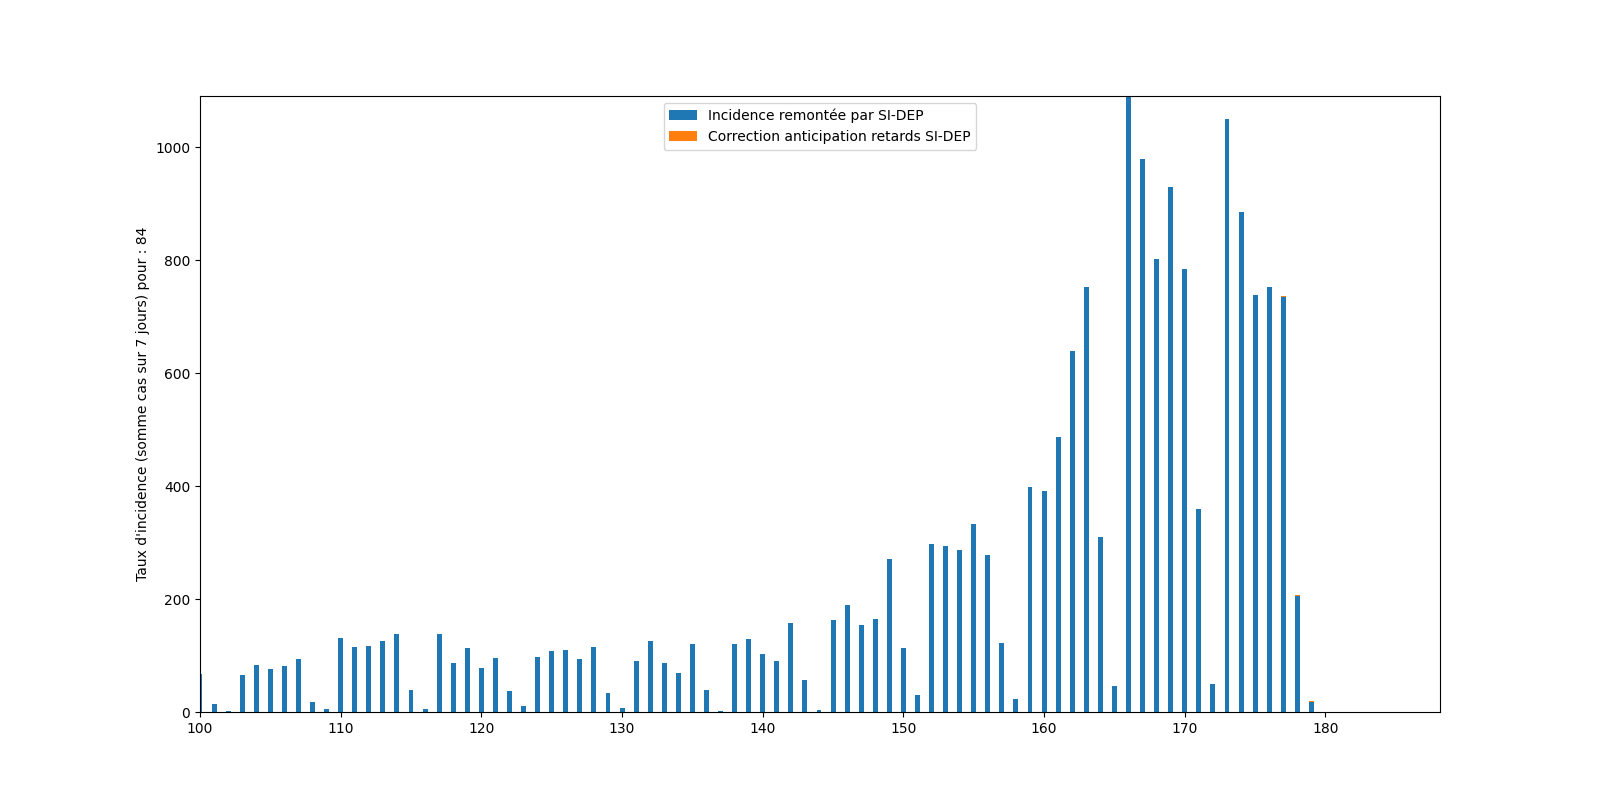 Incidence remontée par SI-DEP
Correction anticipation retards SI-DEP
Taux d'incidence (somme cas sur 7 jours) pour : 84
1000
800
600
400
200
0
100 110 120 130 140 150 160 170 180